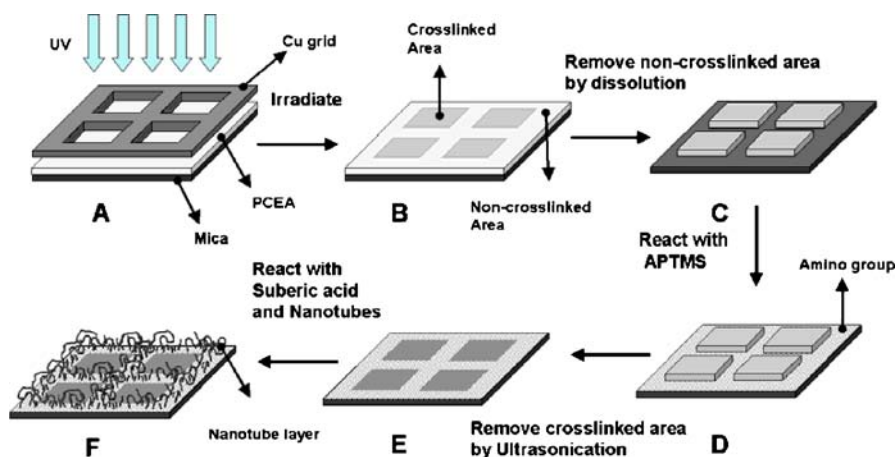 UV
Cu grid
Irradiate
PCEA
Mica
A
Crosslinked
Area
B
Non-crosslinked
Area
Remove non-crosslinked area
by dissolution
C
React with
APTMS
Amino group
D
Remove crosslinked area
by Ultrasonication
E
React with
Suberic acid
and Nanotubes
Nanotube layer
F